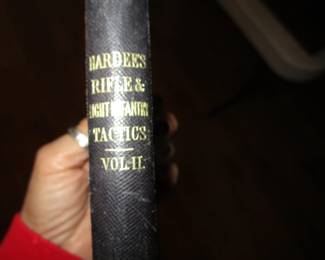 HARDEE'S
RIFLE &
LIGHT INFANTRY
TACTICS
VOL. II.